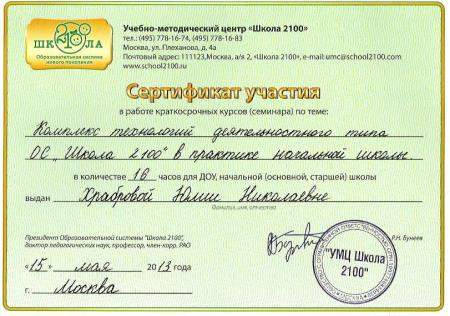 ШКОЛА
2100
Образовательная система
нового поколения
Учебно-методический центр «Школа 2100»
тел.: (495) 778-16-74, (495) 778-16-83
Москва, ул. Плеханова, д. 4а
Почтовый адрес: 111123,Москва, а/я 2, «Школа 2100», e-mail:umc@school2100.ru
www.school2100.ru
Сертификат участия
в работе краткосрочных курсов (семинара) по теме:
Комплекс технологий деятельностного типа
ОС „Школа 2100" в практике начальной школы.
в количестве 16 часов для ДОУ, начальной (основной, старшей) школы
выдан Храбровой Юлии Николаевне
Фамилия, имя, отчество
Президент Образовательной системы "Школа 2100",
доктор педагогических наук, профессор, член-корр. РАО
Р.Н. Бунеев
"УМЦ Школа
2100"
МОСКВА
«15» мая 2013 года
г. Москва